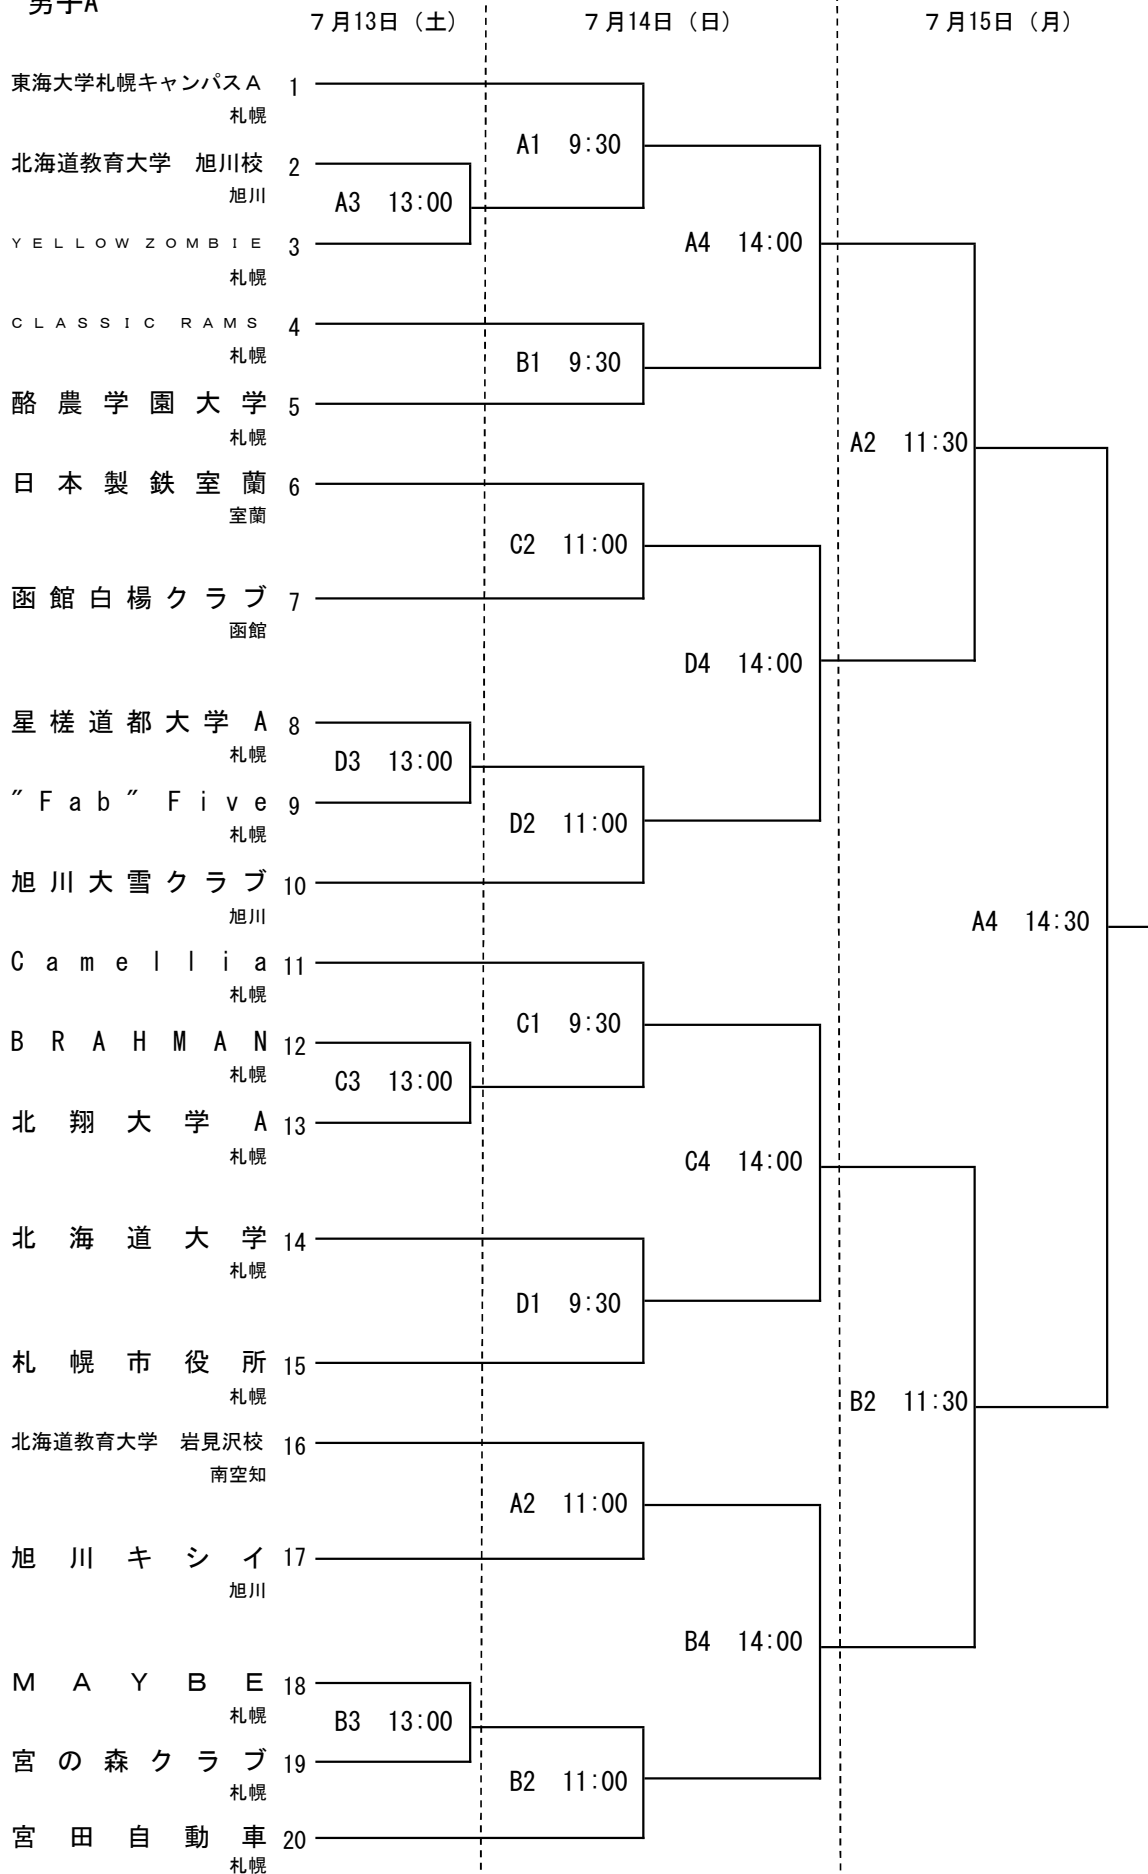 男子A
７月13日（土）　７月14日（日）　７月15日（月）
東海大学札幌キャンパスＡ 1
札幌
A1 9:30
北海道教育大学　旭川校 2
旭川
A3 13:00
ＹＥＬＬＯＷＺＯＭＢＩＥ 3
A4 14:00
札幌
ＣＬＡＳＳＩＣ　ＲＡＭＳ 4
札幌
B1 9:30
酪農学園大学 5
札幌
A2 11:30
日本製鉄室蘭 6
室蘭
C2 11:00
函館白楊クラブ 7
函館
D4 14:00
星槎道都大学A 8
札幌
D3 13:00
"Fab" Five 9
札幌
D2 11:00
旭川大雪クラブ 10
旭川
A4 14:30
Camellia 11
札幌
C1 9:30
BRAHMAN 12
札幌
C3 13:00
北翔大学A 13
札幌
C4 14:00
北海道大学 14
札幌
D1 9:30
札幌市役所 15
札幌
B2 11:30
北海道教育大学　岩見沢校 16
南空知
A2 11:00
旭川キシイ 17
旭川
B4 14:00
ＭＡＹＢＥ 18
札幌
B3 13:00
宮の森クラブ 19
札幌
B2 11:00
宮田自動車 20
札幌